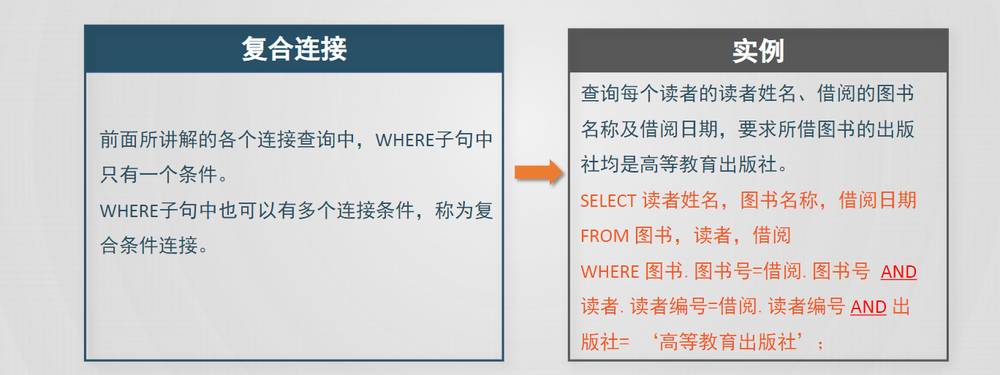 复合连接
前面所讲解的各个连接查询中，WHERE子句中
只有一个条件。
WHERE子句中也可以有多个连接条件，称为复
合条件连接。
实例
查询每个读者的读者姓名、借阅的图书
名称及借阅日期，要求所借图书的出版
社均是高等教育出版社。
SELECT 读者姓名，图书名称，借阅日期
FROM 图书，读者，借阅
WHERE 图书. 图书号=借阅. 图书号 AND
读者. 读者编号=借阅. 读者编号 AND 出
版社= ‘高等教育出版社’；